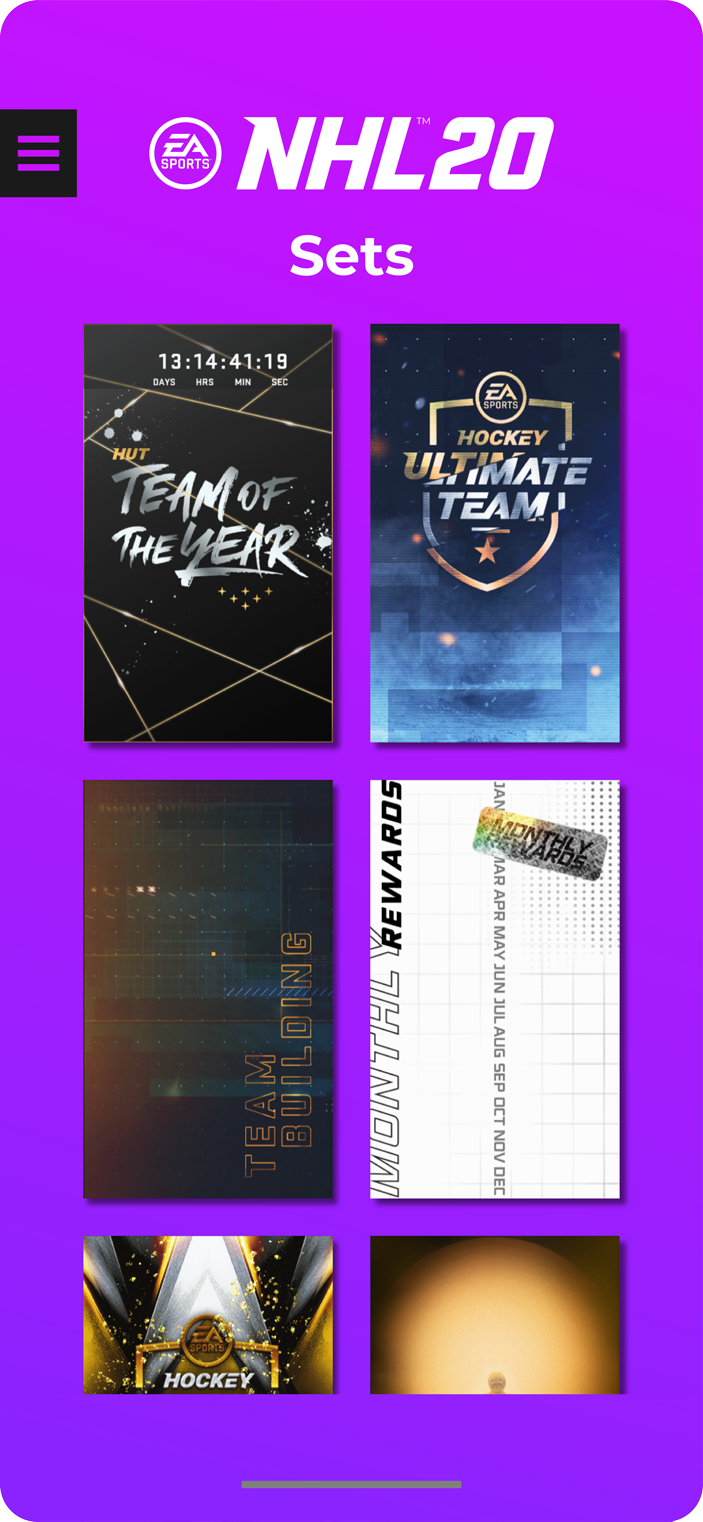 EA SPORTS NHL20™
Sets
13:14:41:19
DAYS HRS MIN SEC
HUT
TEAM OF
THE YEAR
EA
SPORTS
HOCKEY
ULTIMATE
TEAM™
TEAM
BUILDING
MONTHLY REWARDS
JAN
MAR APR MAY JUN JUL AUG SEP OCT NOV DEC
MONTHLY
REWARDS
EA
SPORTS
HOCKEY